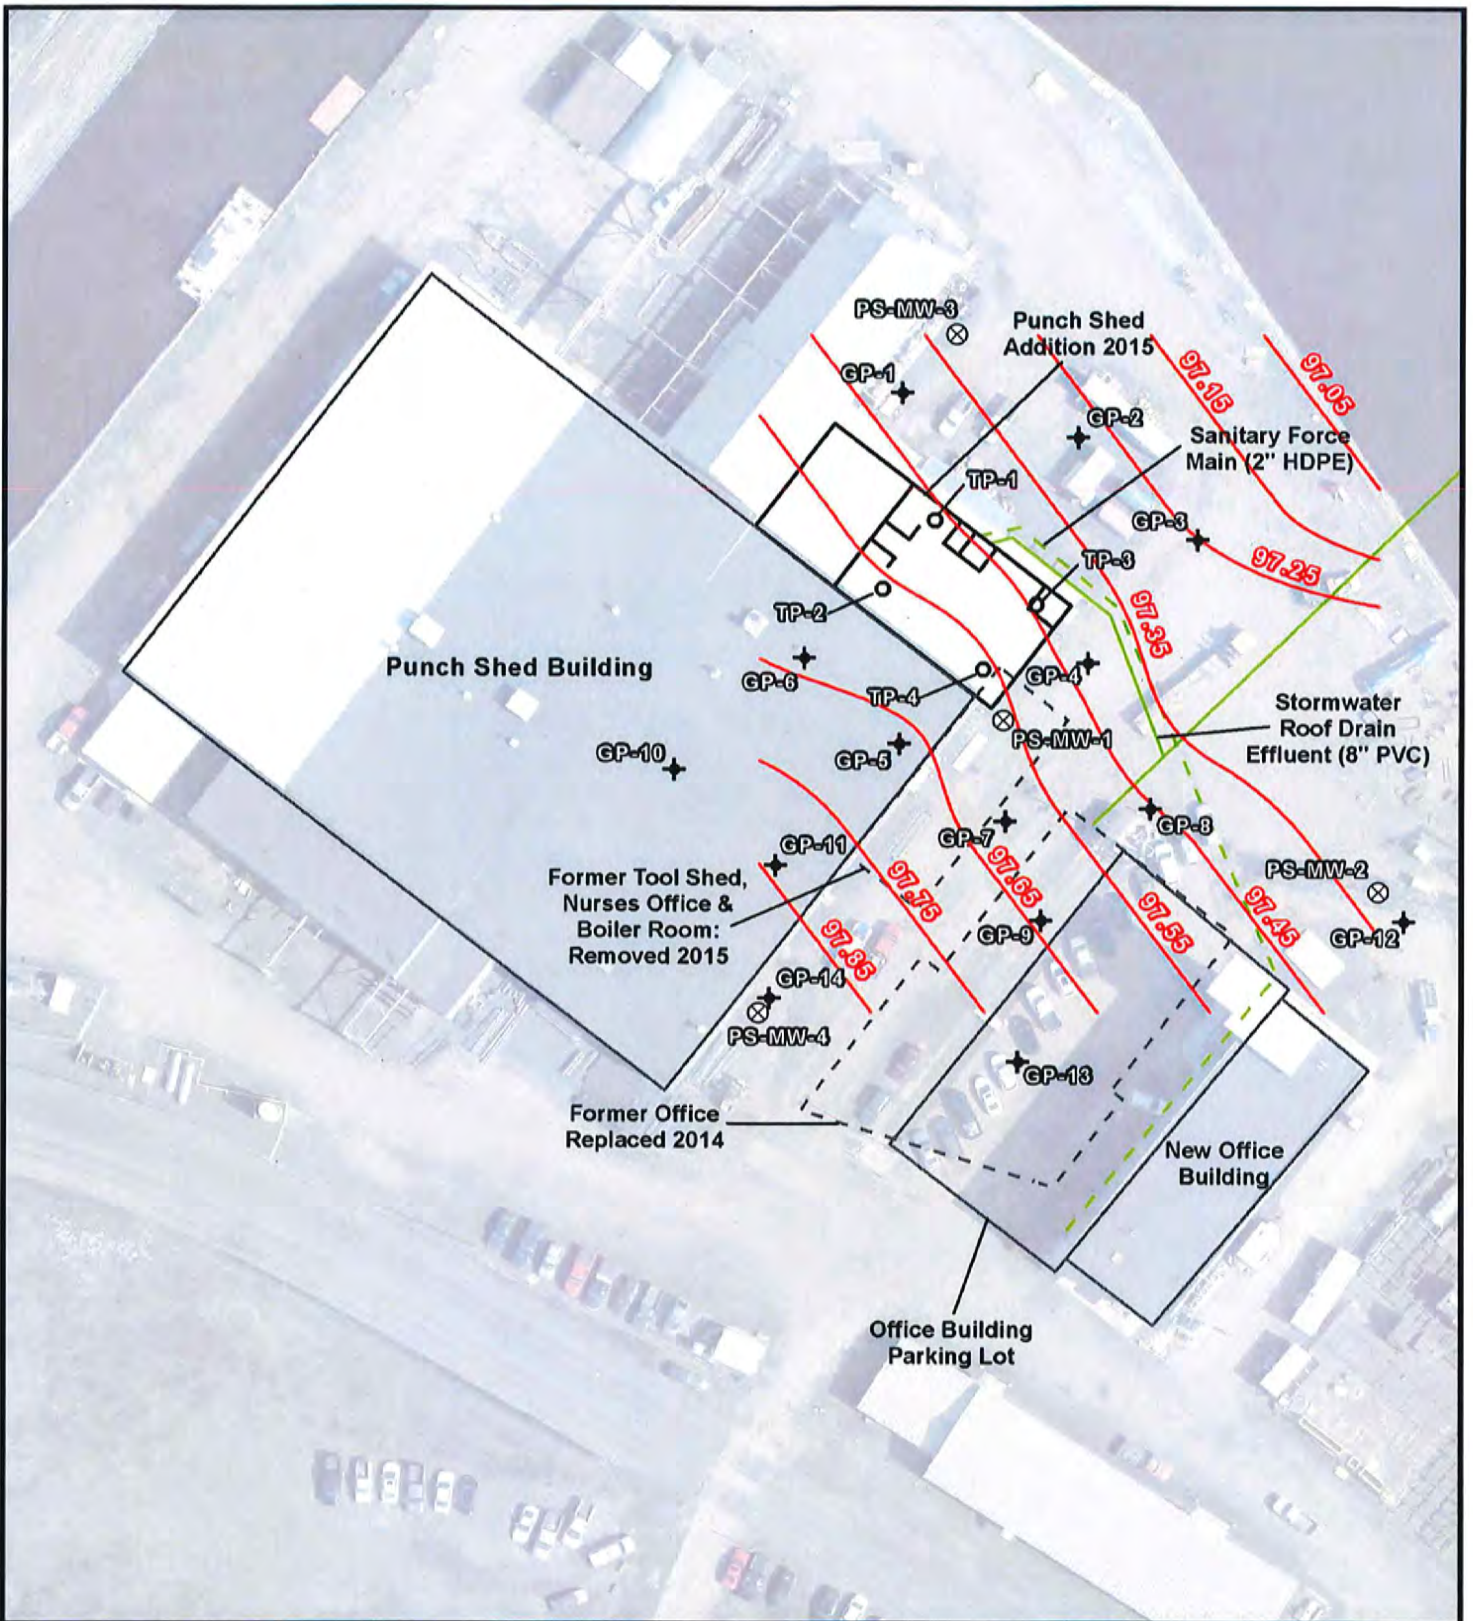 PS-MW-3
Punch Shed
Addition 2015
97.15
97.05
GP-1
GP-2
Sanitary Force
Main (2" HDPE)
TP-1
GP-3
TP-3
97.25
TP-2
97.35
Punch Shed Building
GP-6
TP-4
GP-4
Stormwater
Roof Drain
Effluent (8" PVC)
PS-MW-1
GP-10
GP-5
GP-7
GP-8
GP-11
97.65
PS-MW-2
Former Tool Shed,
Nurses Office &
Boiler Room:
Removed 2015
97.75
97.55
97.45
GP-9
GP-12
97.85
GP-14
PS-MW-4
GP-13
Former Office
Replaced 2014
New Office
Building
Office Building
Parking Lot